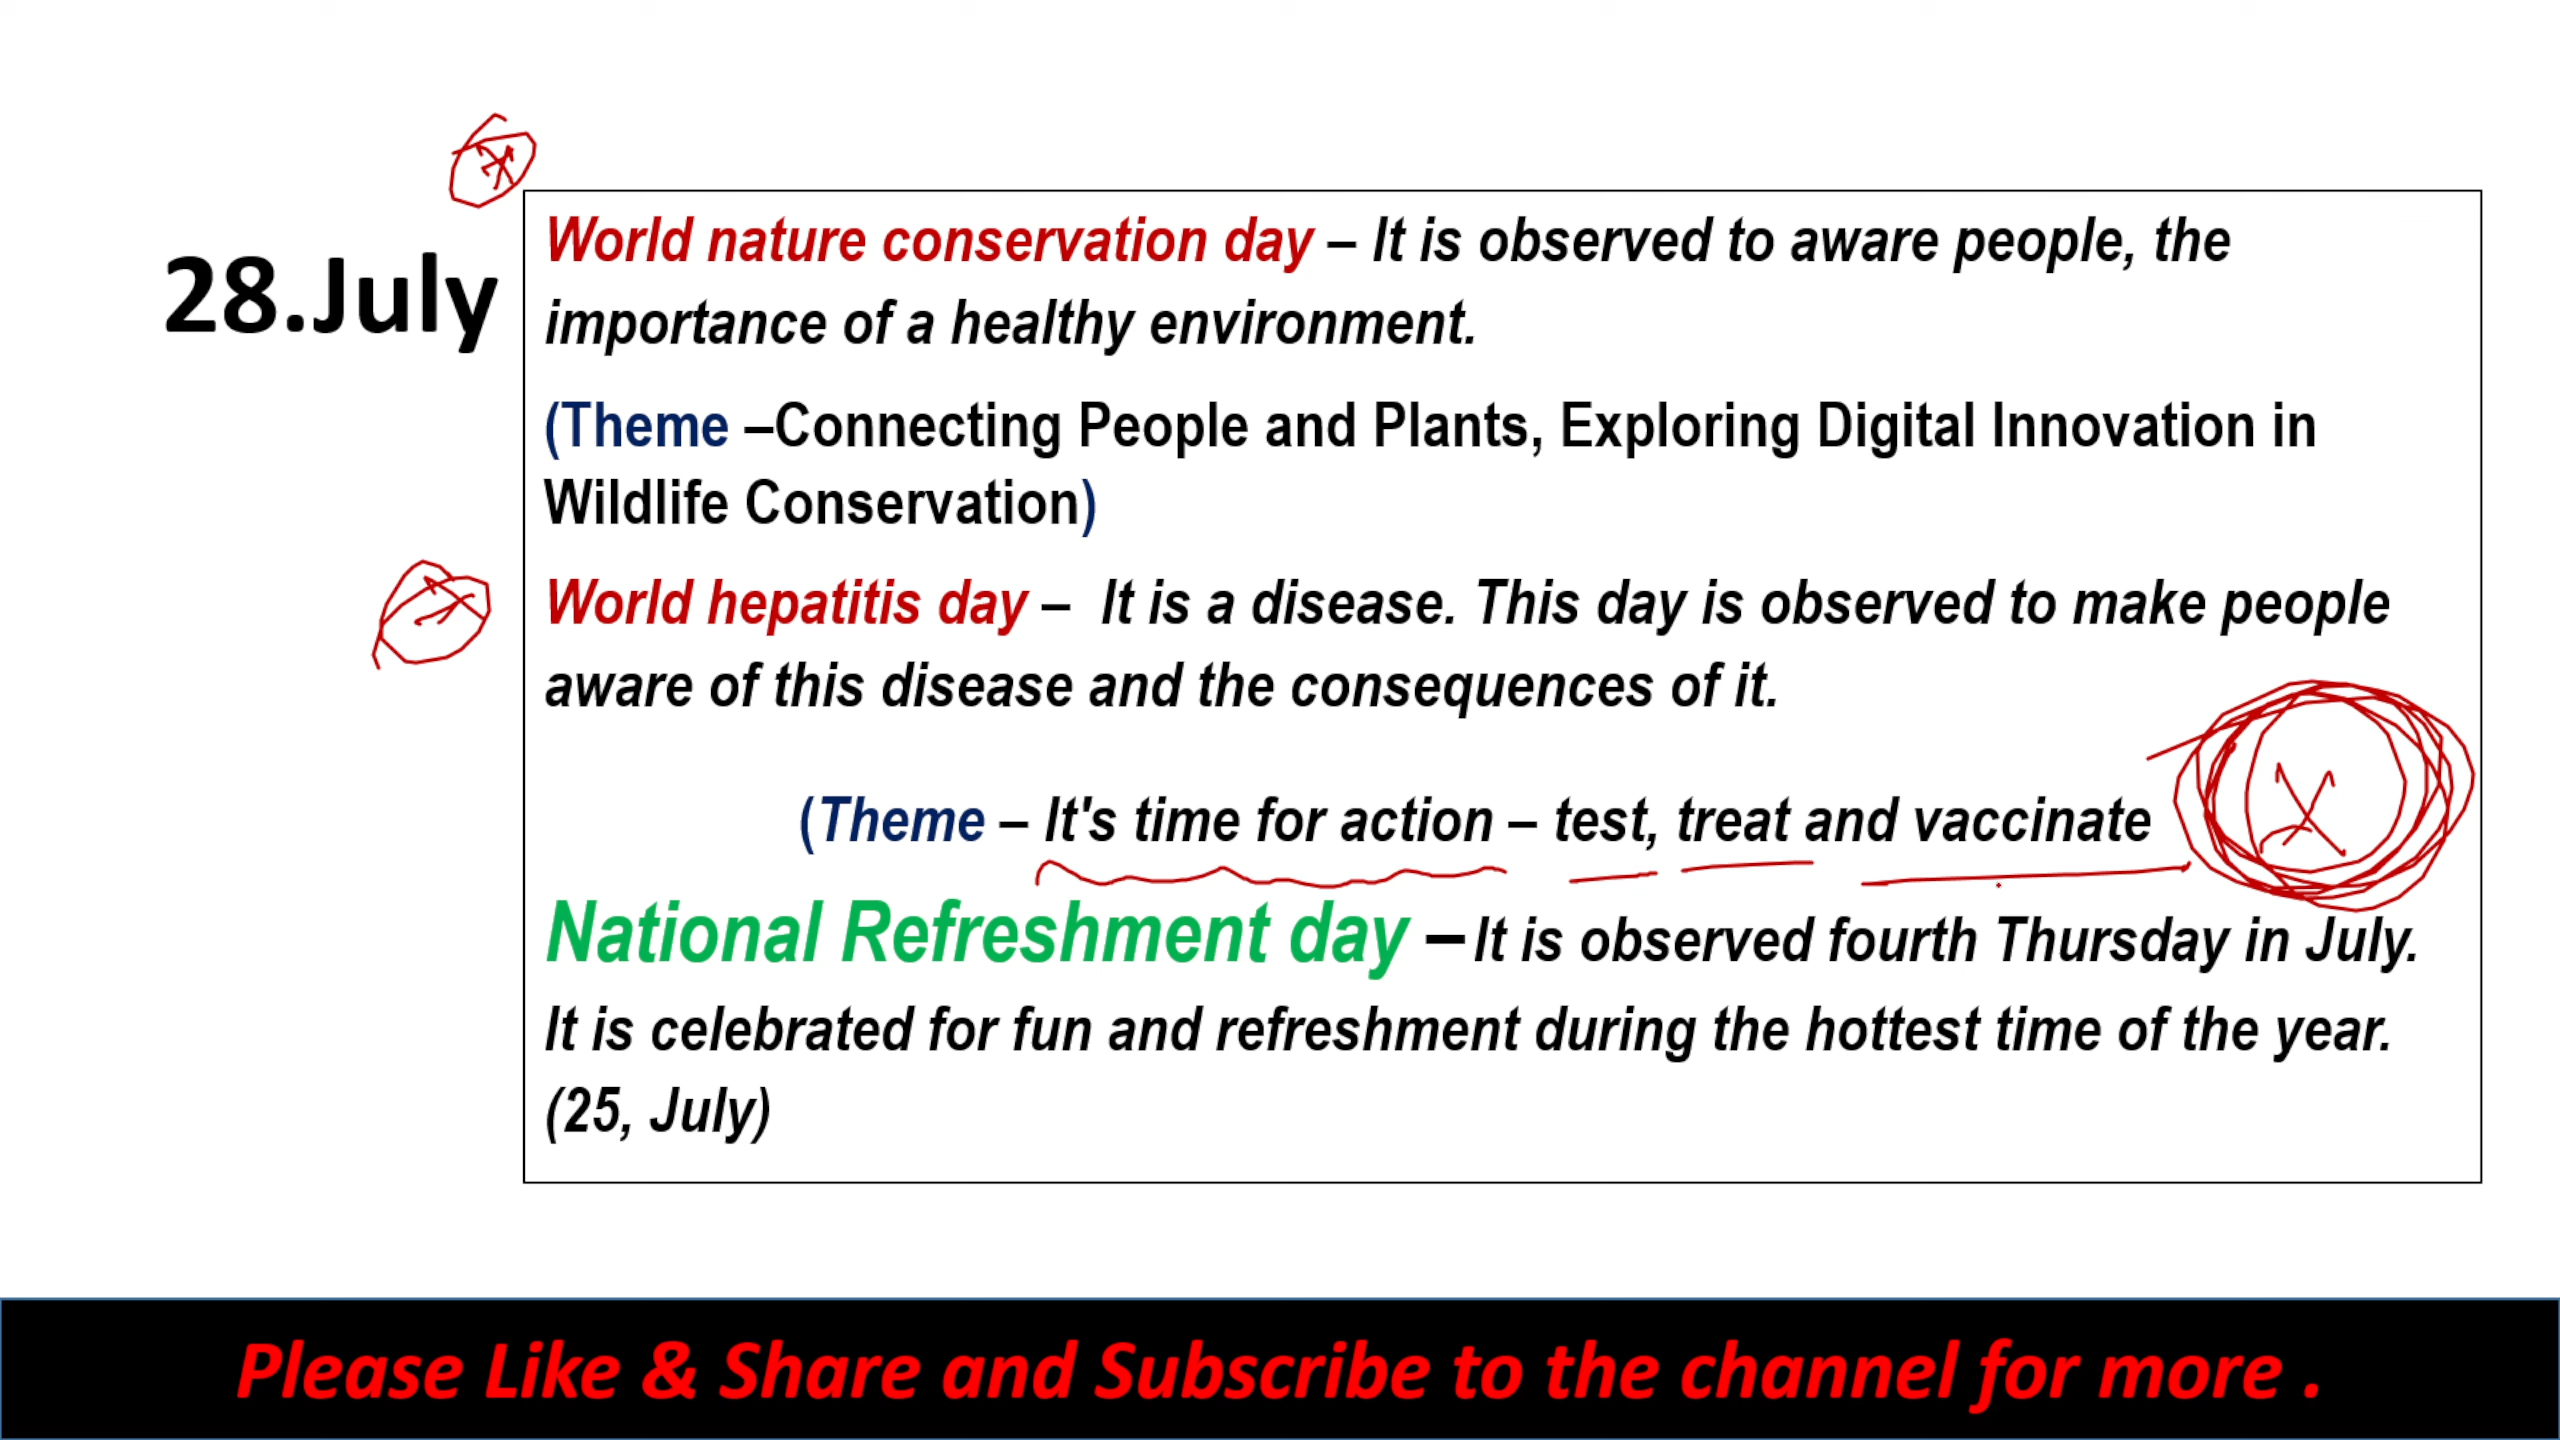 28.July
World nature conservation day – It is observed to aware people, the
importance of a healthy environment.
(Theme –Connecting People and Plants, Exploring Digital Innovation in
Wildlife Conservation)
World hepatitis day –  It is a disease. This day is observed to make people
aware of this disease and the consequences of it.
(Theme – It's time for action – test, treat and vaccinate
National Refreshment day – It is observed fourth Thursday in July.
It is celebrated for fun and refreshment during the hottest time of the year.
(25, July)
Please Like & Share and Subscribe to the channel for more .